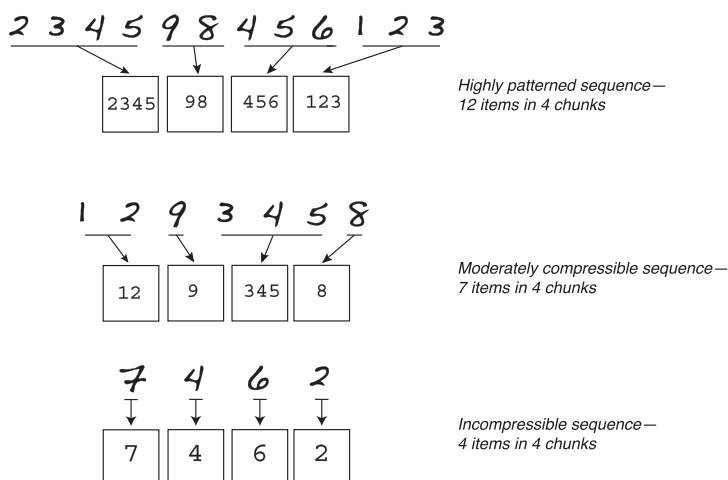 2 3 4 5 9 8 4 5 6 1 2 3
2345 98 456 123
Highly patterned sequence—
12 items in 4 chunks
1 2 9 3 4 5 8
12 9 345 8
Moderately compressible sequence—
7 items in 4 chunks
7 4 6 2
7 4 6 2
Incompressible sequence—
4 items in 4 chunks